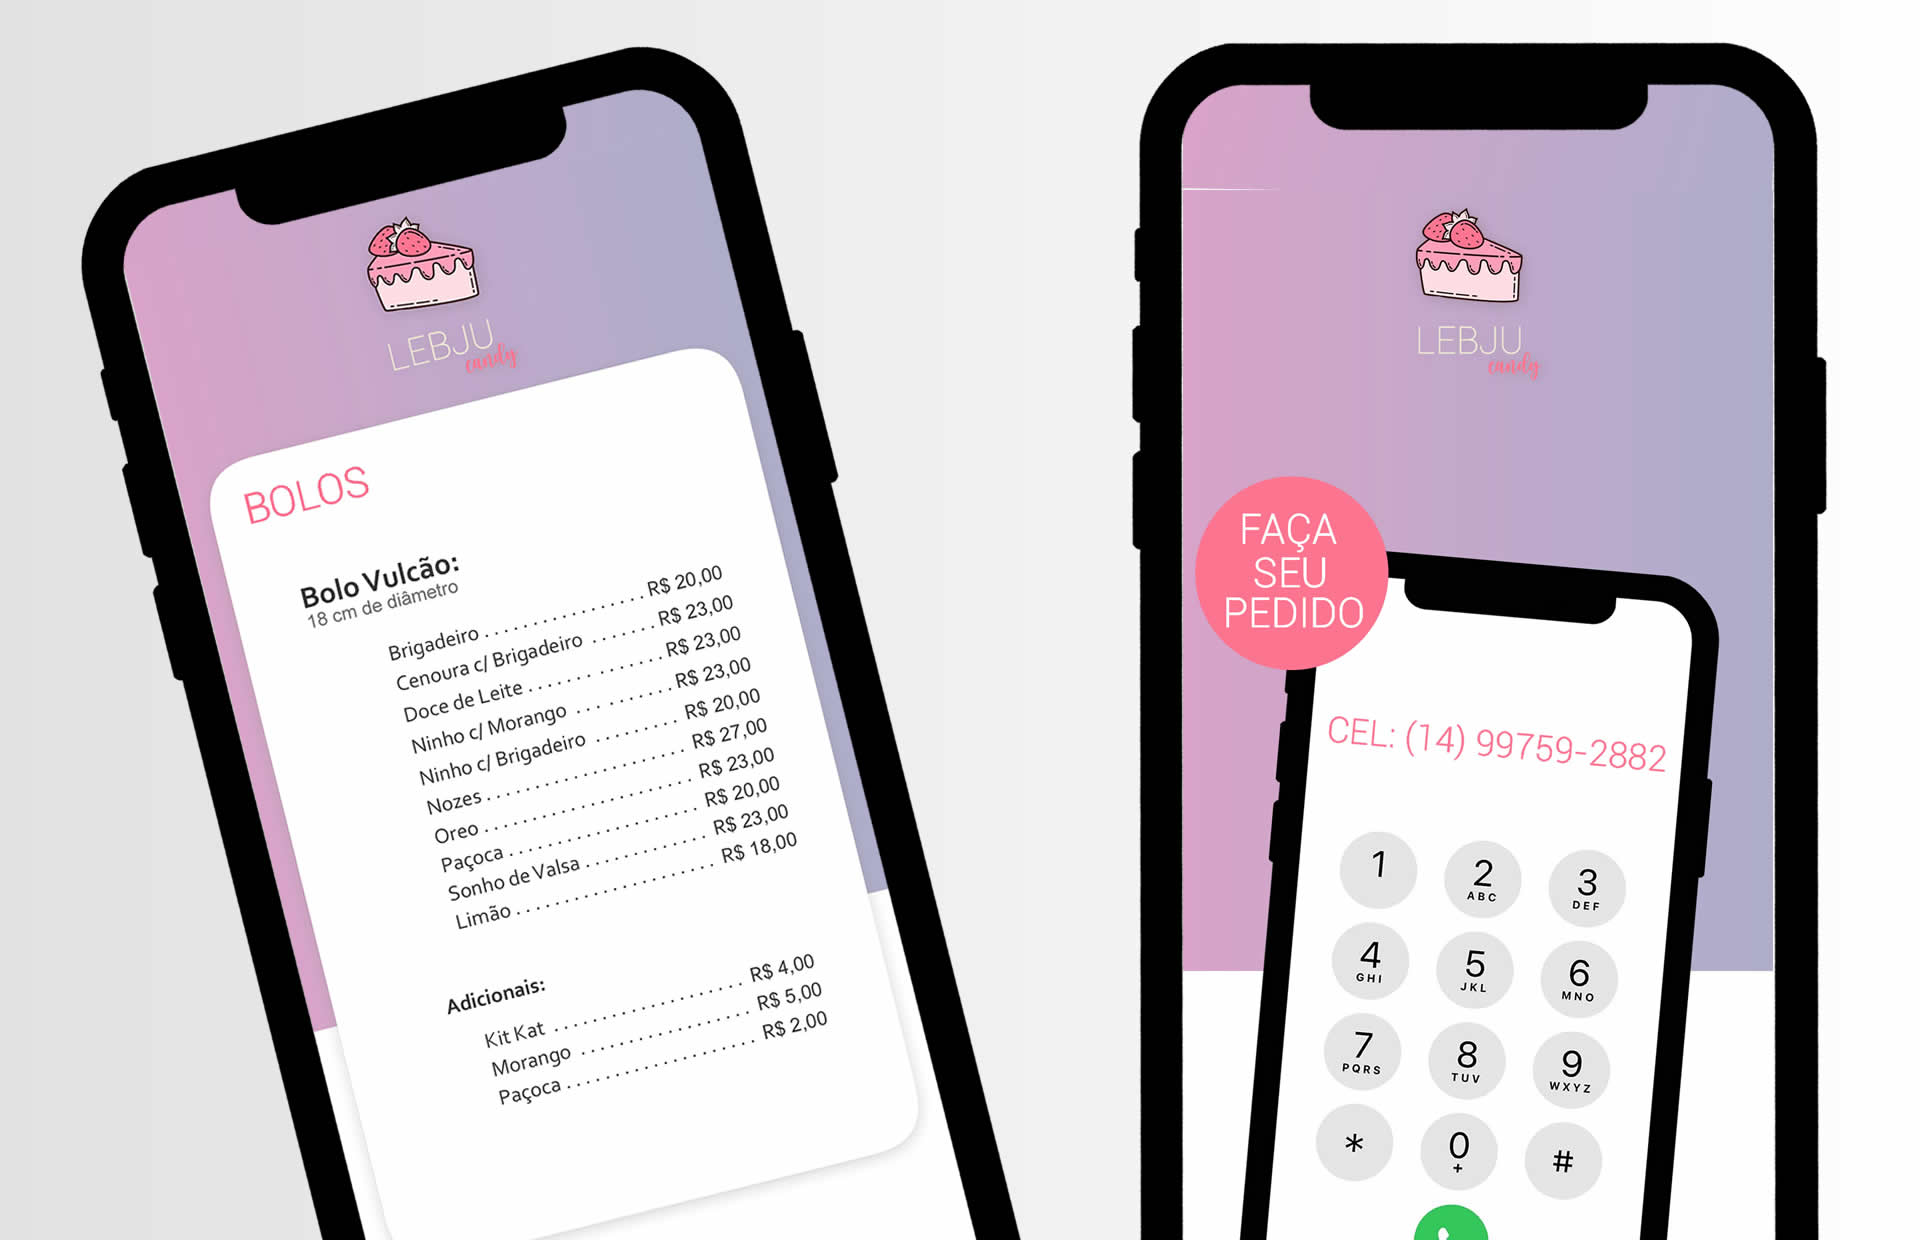 LEBJU
candy
BOLOS
Bolo Vulcão:
18 cm de diâmetro
Brigadeiro . . . . . . . . . . . . . . . . . R$ 20,00
Cenoura c/ Brigadeiro . . . . . . . R$ 23,00
Doce de Leite . . . . . . . . . . . . . . R$ 23,00
Ninho c/ Morango . . . . . . . . . . R$ 23,00
Ninho c/ Brigadeiro . . . . . . . . . R$ 20,00
Nozes . . . . . . . . . . . . . . . . . . . . . R$ 27,00
Oreo . . . . . . . . . . . . . . . . . . . . . . R$ 23,00
Paçoca . . . . . . . . . . . . . . . . . . . . R$ 20,00
Sonho de Valsa . . . . . . . . . . . . . R$ 23,00
Limão . . . . . . . . . . . . . . . . . . . . . R$ 18,00
Adicionais:
Kit Kat . . . . . . . . . . . . . . . . . . . . R$ 4,00
Morango . . . . . . . . . . . . . . . . . . R$ 5,00
Paçoca . . . . . . . . . . . . . . . . . . . . R$ 2,00
LEBJU
candy
FAÇA
SEU
PEDIDO
CEL: (14) 99759-2882
1 2 3
ABC DEF
4 5 6
GHI JKL MNO
7 8 9
PQRS TUV WXYZ
* 0 #
+